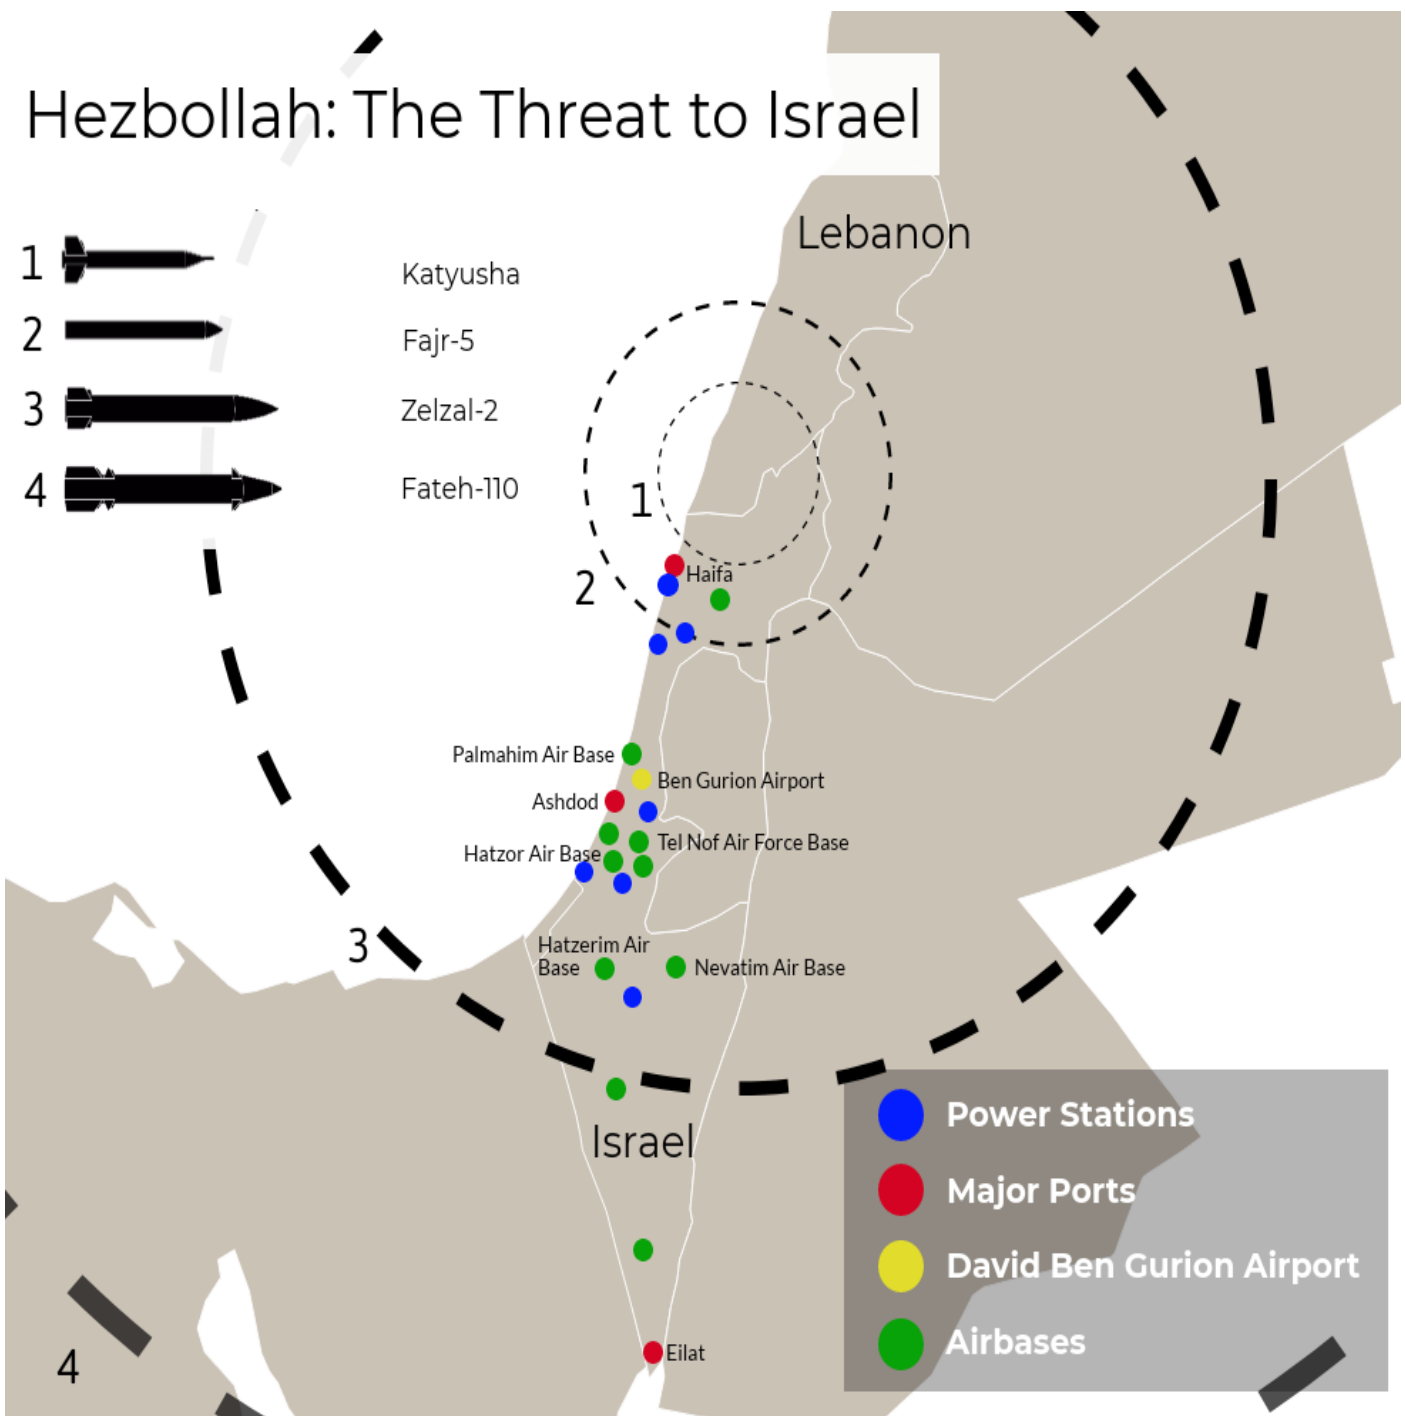 Hezbollah: The Threat to Israel
Lebanon
1
Katyusha
2
Fajr-5
3
Zelzal-2
4
Fateh-110
1
2
Haifa
Palmahim Air Base
Ben Gurion Airport
Ashdod
Tel Nof Air Force Base
Hatzor Air Base
3
Hatzerim Air
Base
Nevatim Air Base
Israel
4
Eilat
Power Stations
Major Ports
David Ben Gurion Airport
Airbases